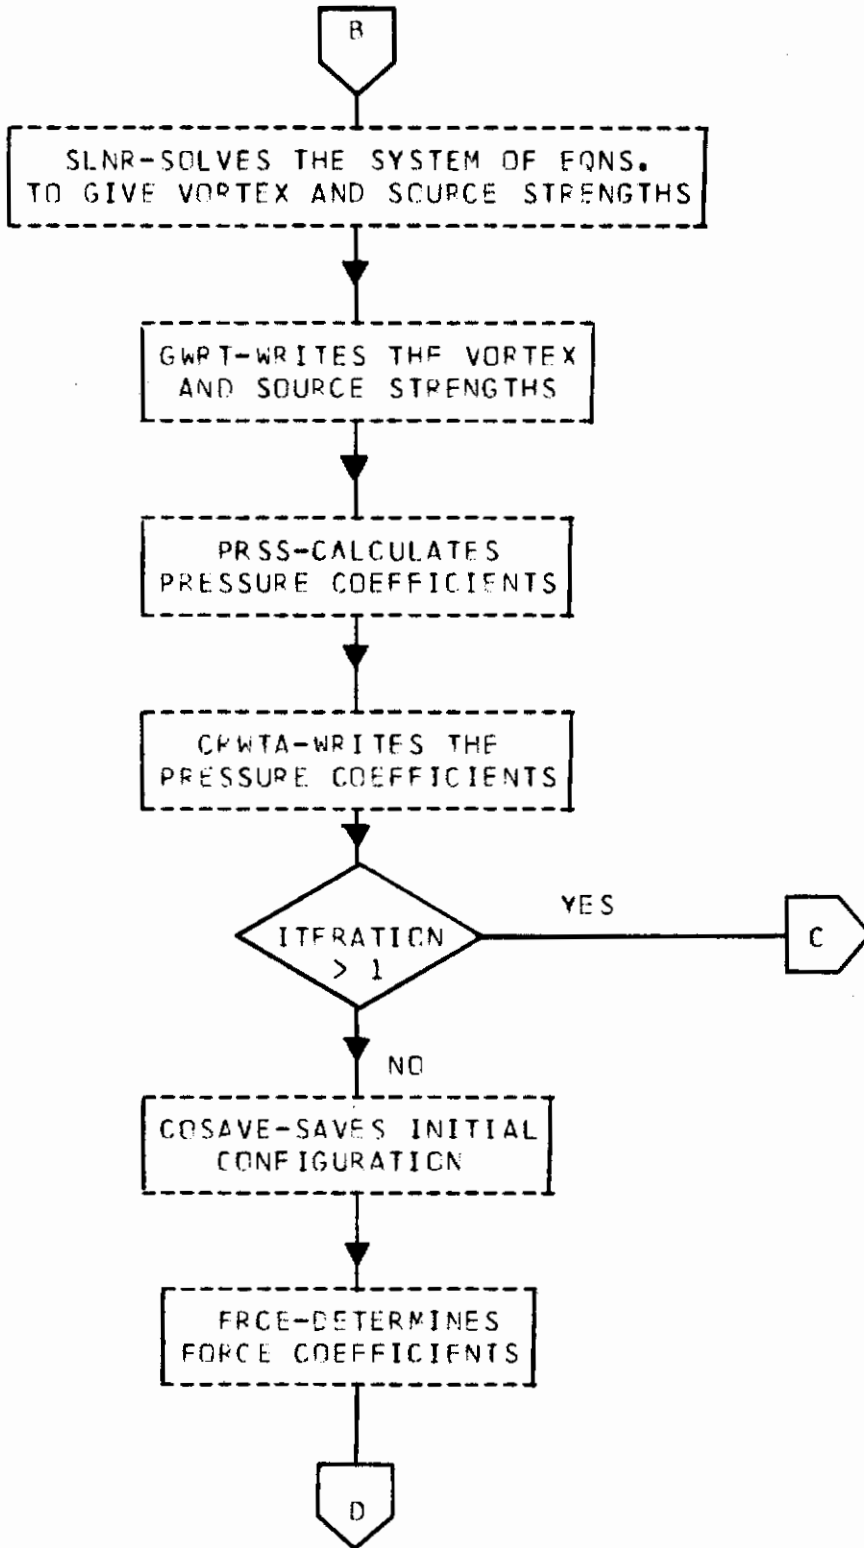 B
SLNR-SOLVES THE SYSTEM OF EQNS.
TO GIVE VORTEX AND SOURCE STRENGTHS
GWRT-WRITES THE VORTEX
AND SOURCE STRENGTHS
PRSS-CALCULATES
PRESSURE COEFFICIENTS
CPWTA-WRITES THE
PRESSURE COEFFICIENTS
ITERATION
> 1
YES
C
NO
COSAVE-SAVES INITIAL
CONFIGURATION
FRCE-DETERMINES
FORCE COEFFICIENTS
D